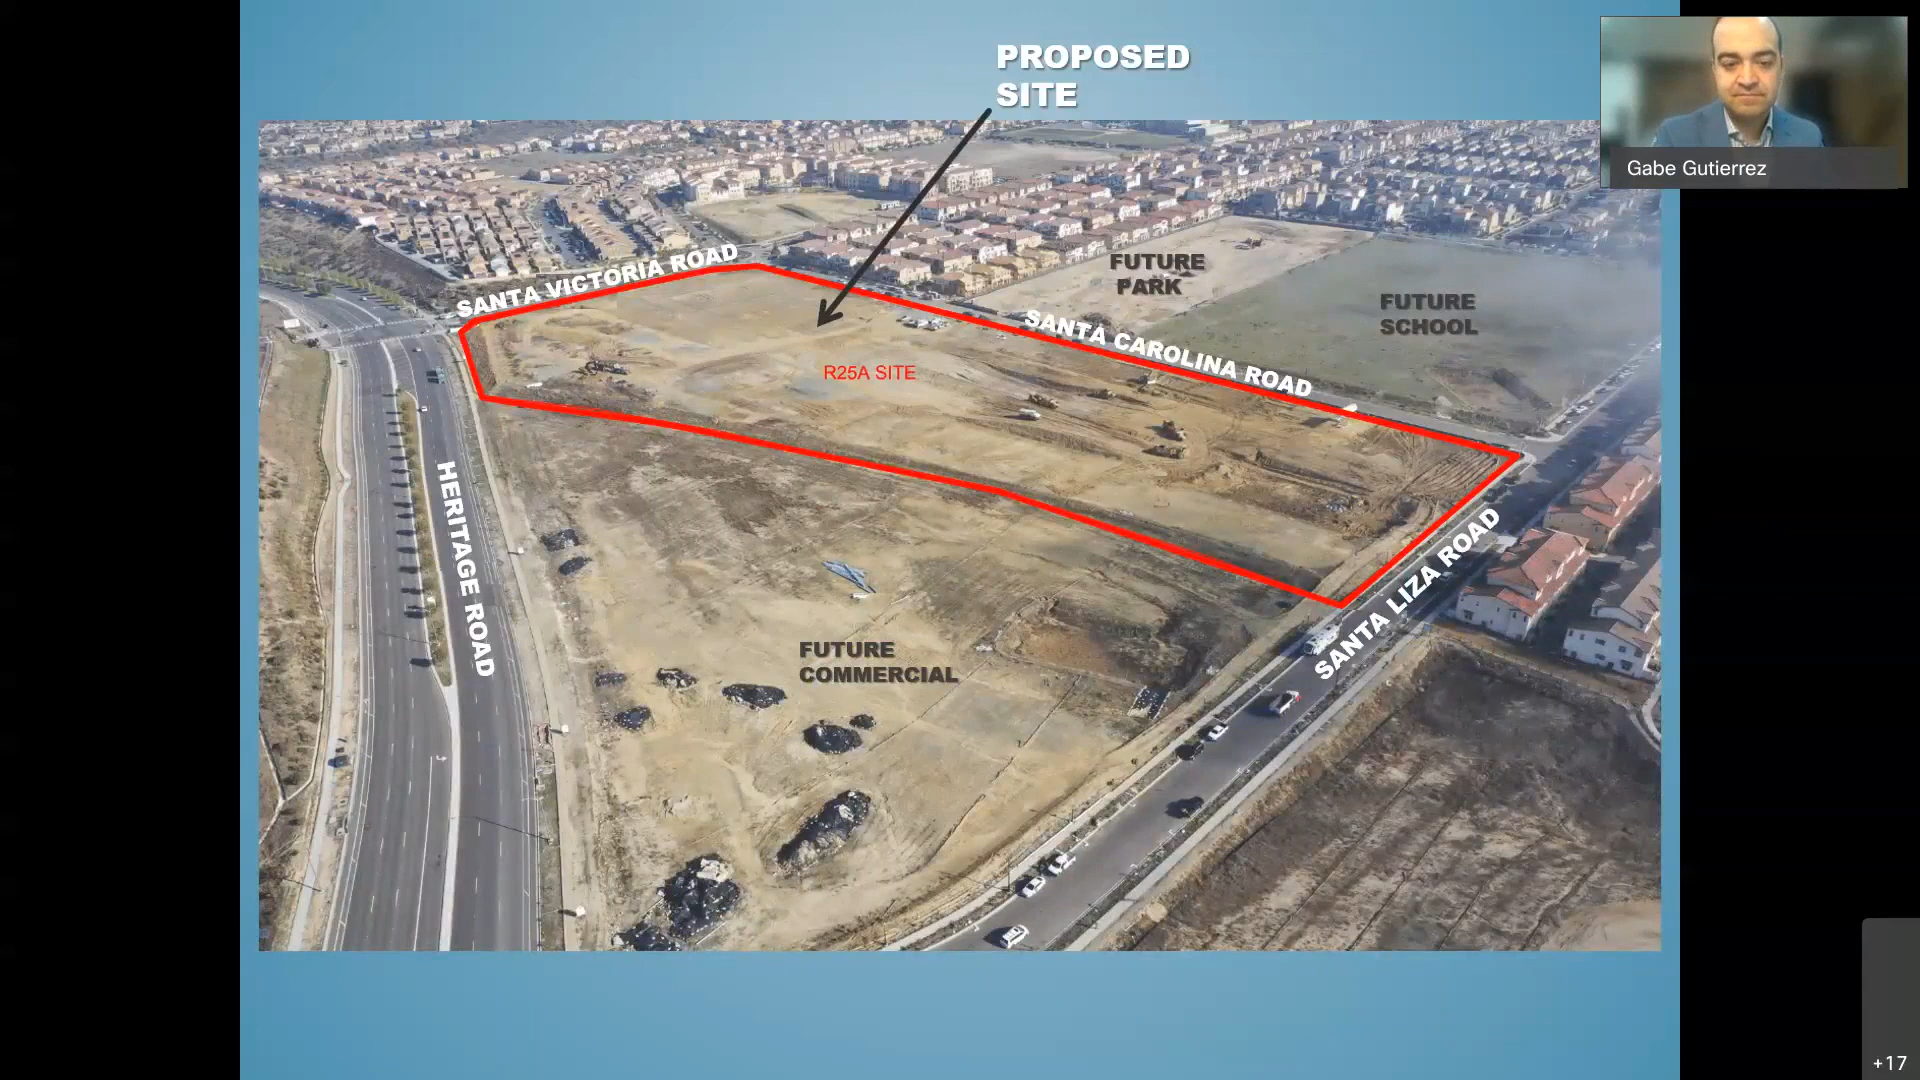 PROPOSED
SITE
Gabe Gutierrez
SANTA VICTORIA ROAD
FUTURE
PARK
FUTURE
SCHOOL
SANTA CAROLINA ROAD
R25A SITE
HERITAGE ROAD
SANTA LIZA ROAD
FUTURE
COMMERCIAL
+17